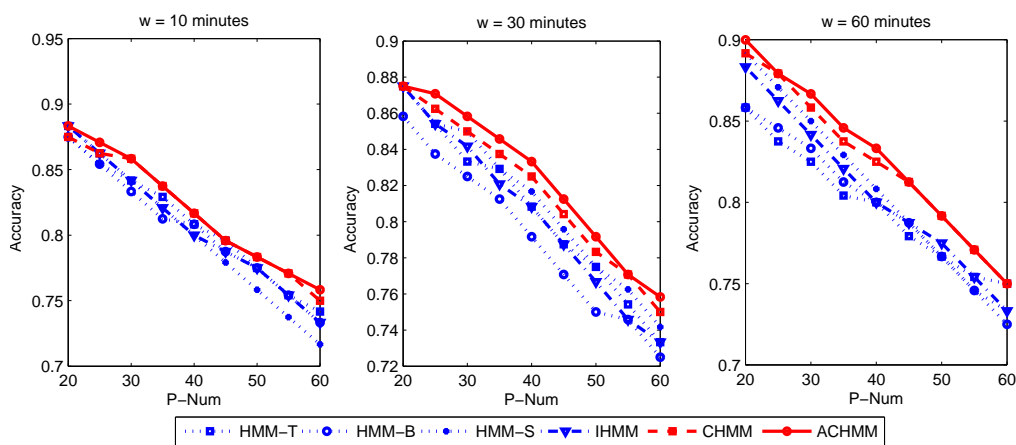 w = 10 minutes
w = 30 minutes
w = 60 minutes
Accuracy
0.95
0.9
0.85
0.8
0.75
0.7
20
30
40
50
60
P−Num
Accuracy
0.9
0.88
0.86
0.84
0.82
0.8
0.78
0.76
0.74
0.72
20
30
40
50
60
P−Num
Accuracy
0.9
0.85
0.8
0.75
0.7
20
30
40
50
60
P−Num
HMM−T
HMM−B
HMM−S
IHMM
CHMM
ACHMM